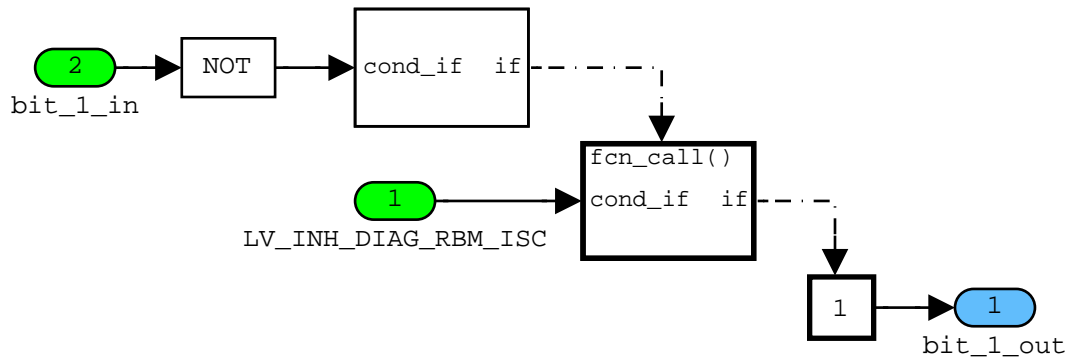 2
bit_1_in
NOT
cond_if if
fcn_call()
cond_if if
1
LV_INH_DIAG_RBM_ISC
1
1
bit_1_out